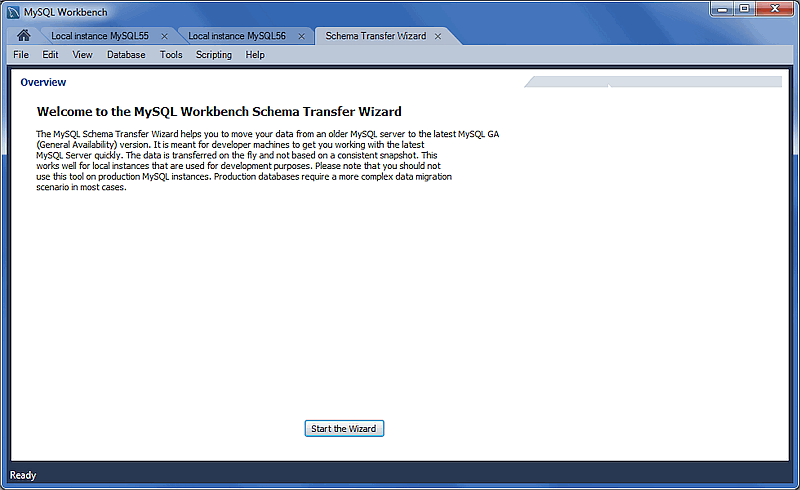 MySQL Workbench
Local instance MySQL55
Local instance MySQL56
Schema Transfer Wizard
File Edit View Database Tools Scripting Help
Overview
Welcome to the MySQL Workbench Schema Transfer Wizard
The MySQL Schema Transfer Wizard helps you to move your data from an older MySQL server to the latest MySQL GA
(General Availability) version. It is meant for developer machines to get you working with the latest
MySQL Server quickly. The data is transferred on the fly and not based on a consistent snapshot. This
works well for local instances that are used for development purposes. Please note that you should not
use this tool on production MySQL instances. Production databases require a more complex data migration
scenario in most cases.
Start the Wizard
Ready